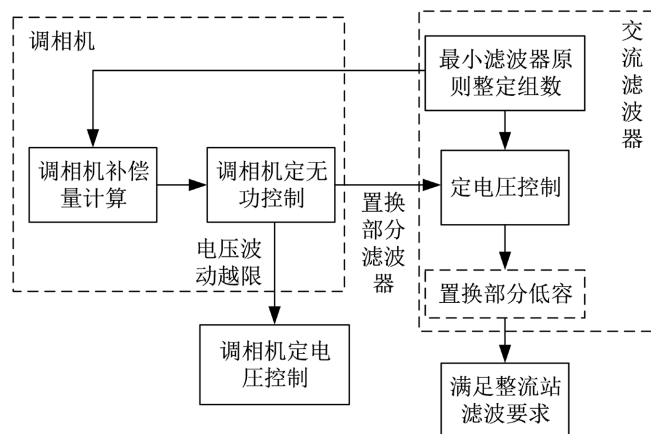 调相机
最小滤波器原
则整定组数
交
流
滤
波
器
调相机补偿
量计算
调相机定无
功控制
置换
部分
滤波
器
定电压控制
电压波
动越限
置换部分低容
调相机定电
压控制
满足整流站
滤波要求